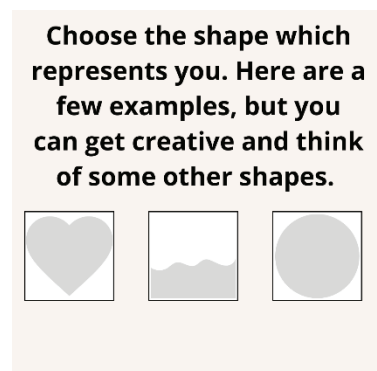 Choose the shape which
represents you. Here are a
few examples, but you
can get creative and think
of some other shapes.